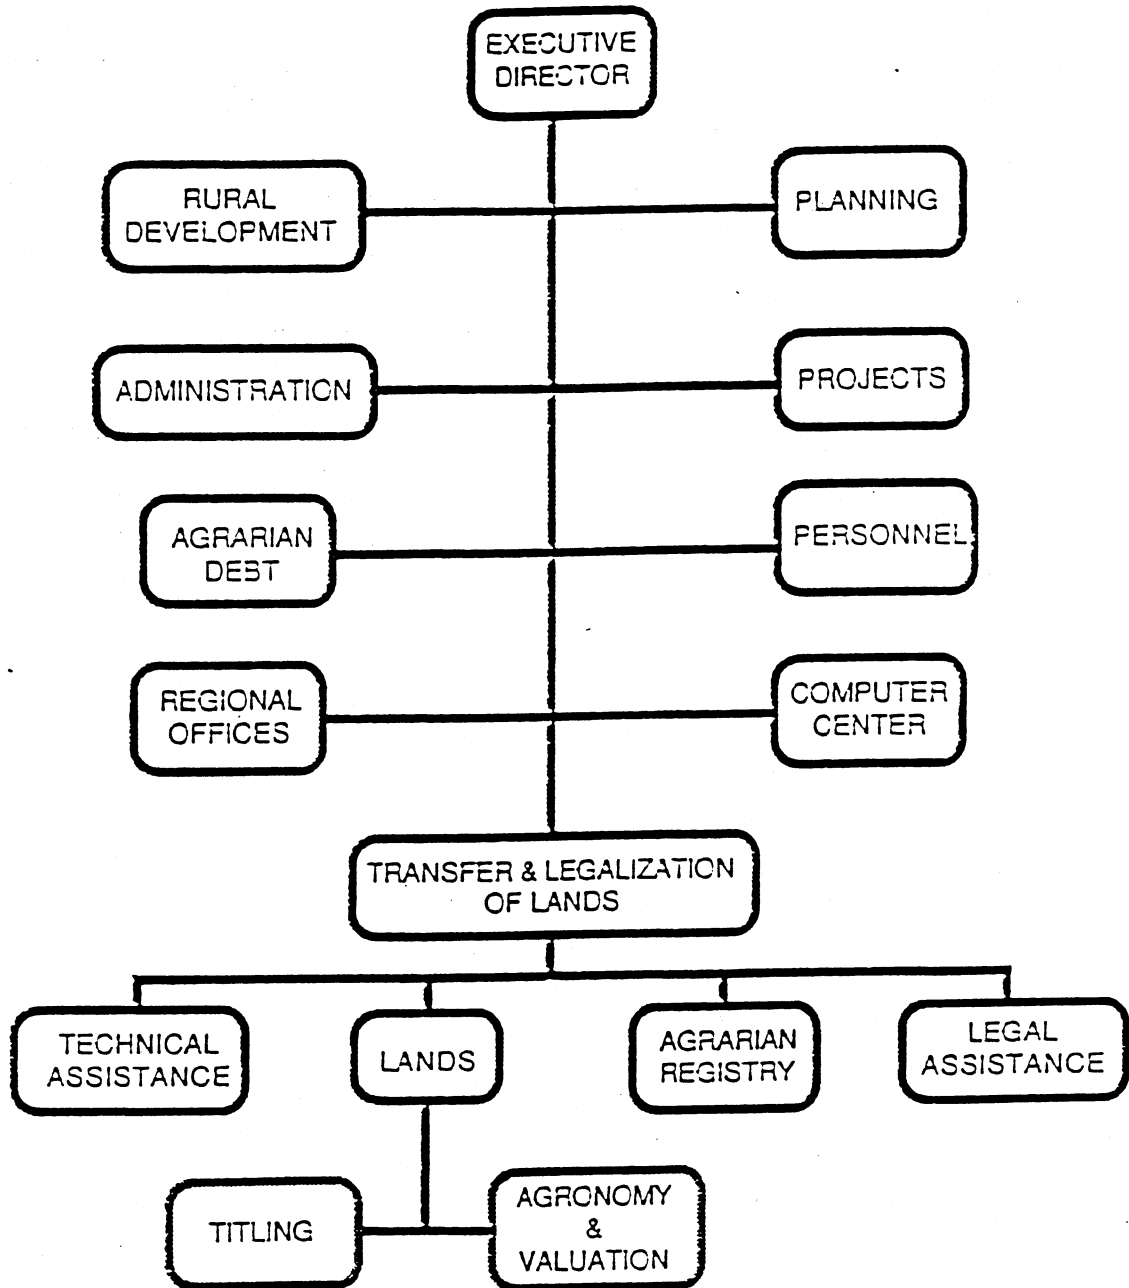 EXECUTIVE
DIRECTOR
RURAL
DEVELOPMENT
PLANNING
ADMINISTRATION
PROJECTS
AGRARIAN
DEBT
PERSONNEL
REGIONAL
OFFICES
COMPUTER
CENTER
TRANSFER & LEGALIZATION
OF LANDS
TECHNICAL
ASSISTANCE
LANDS
AGRARIAN
REGISTRY
LEGAL
ASSISTANCE
TITLING
AGRONOMY
&
VALUATION